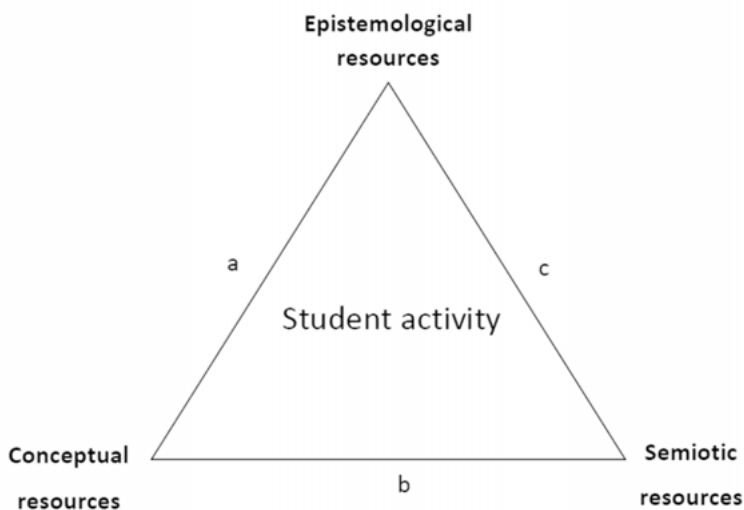 Epistemological
resources
a
c
Student activity
Conceptual
resources
b
Semiotic
resources